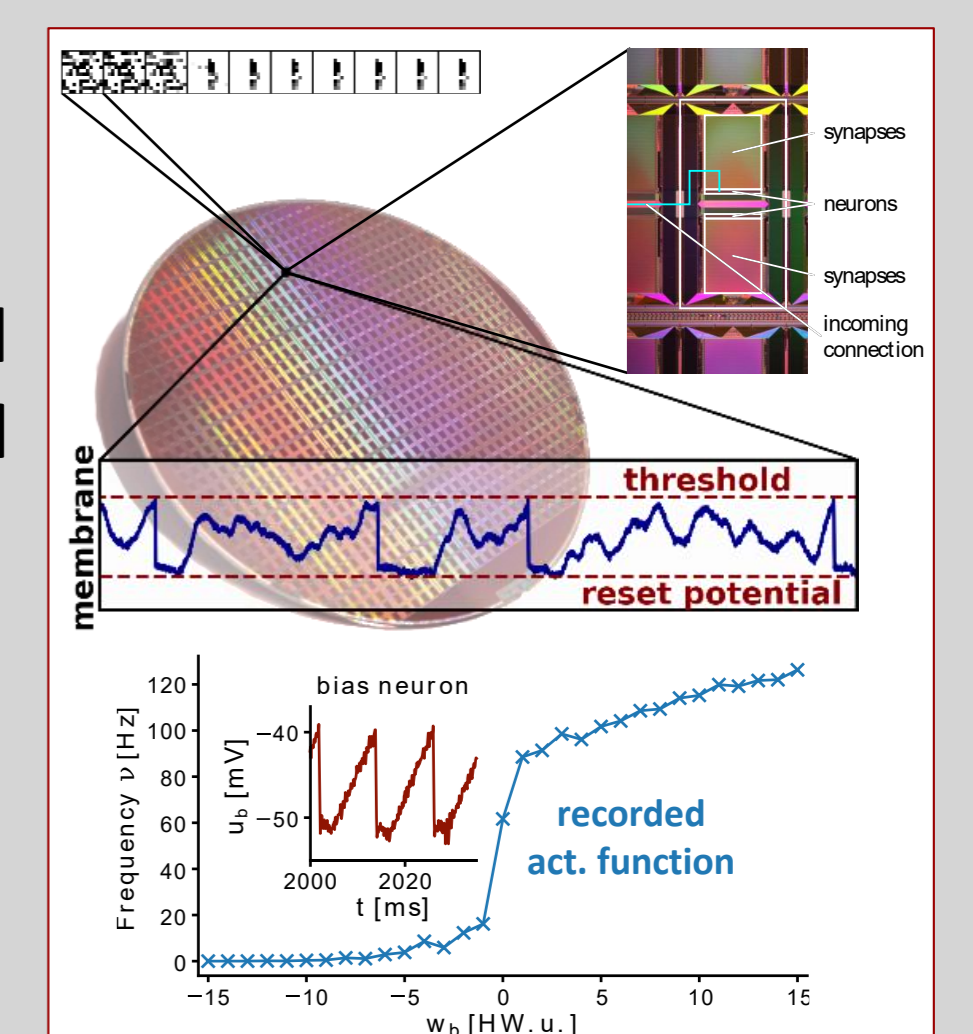 synapses
neurons
synapses
incoming
connection
membrane
threshold
reset potential
Frequency ν [Hz]
120
100
80
60
40
20
0
bias neuron
u_b [mV]
−40
−50
2000
2020
t [ms]
recorded
act. function
−15
−10
−5
0
5
10
15
w_b [HW. u.]